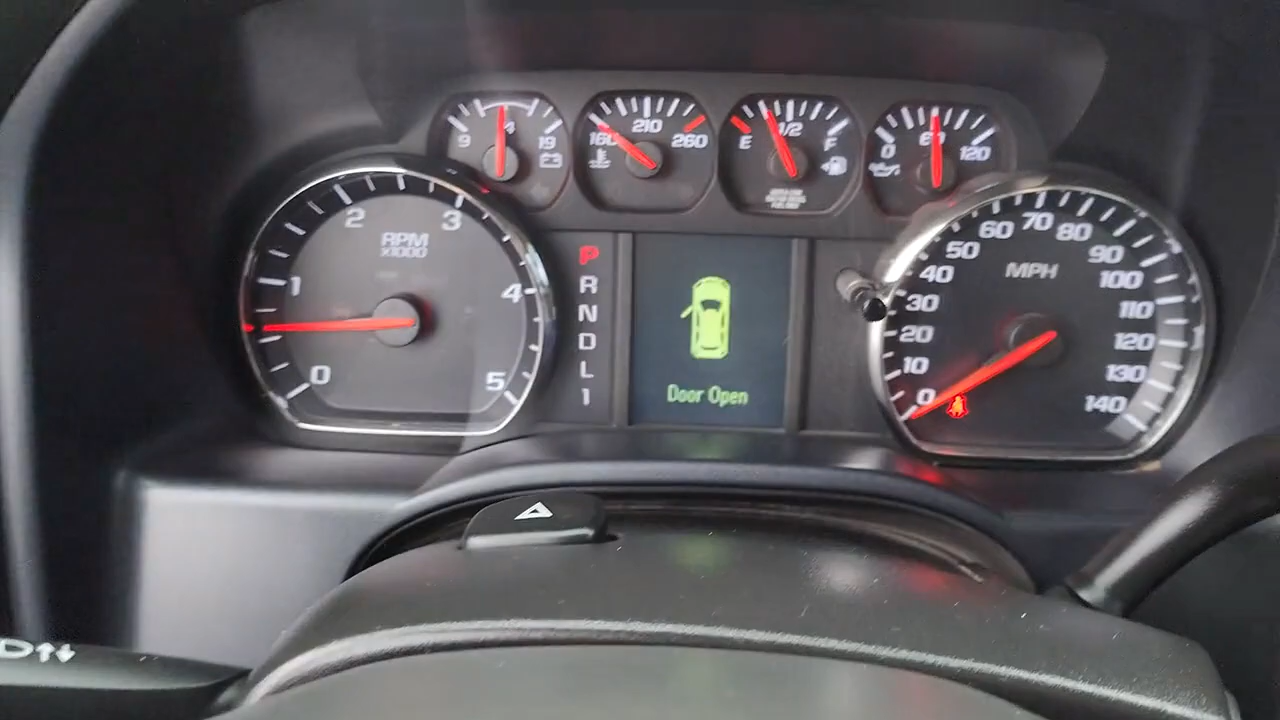 9 14 19
160 210 260
E 1/2 F
0 60 120
RPM
x1000
0 1 2 3 4 5
P
R
N
D
L
1
Door Open
MPH
0 10 20 30 40 50 60 70 80 90 100 110 120 130 140